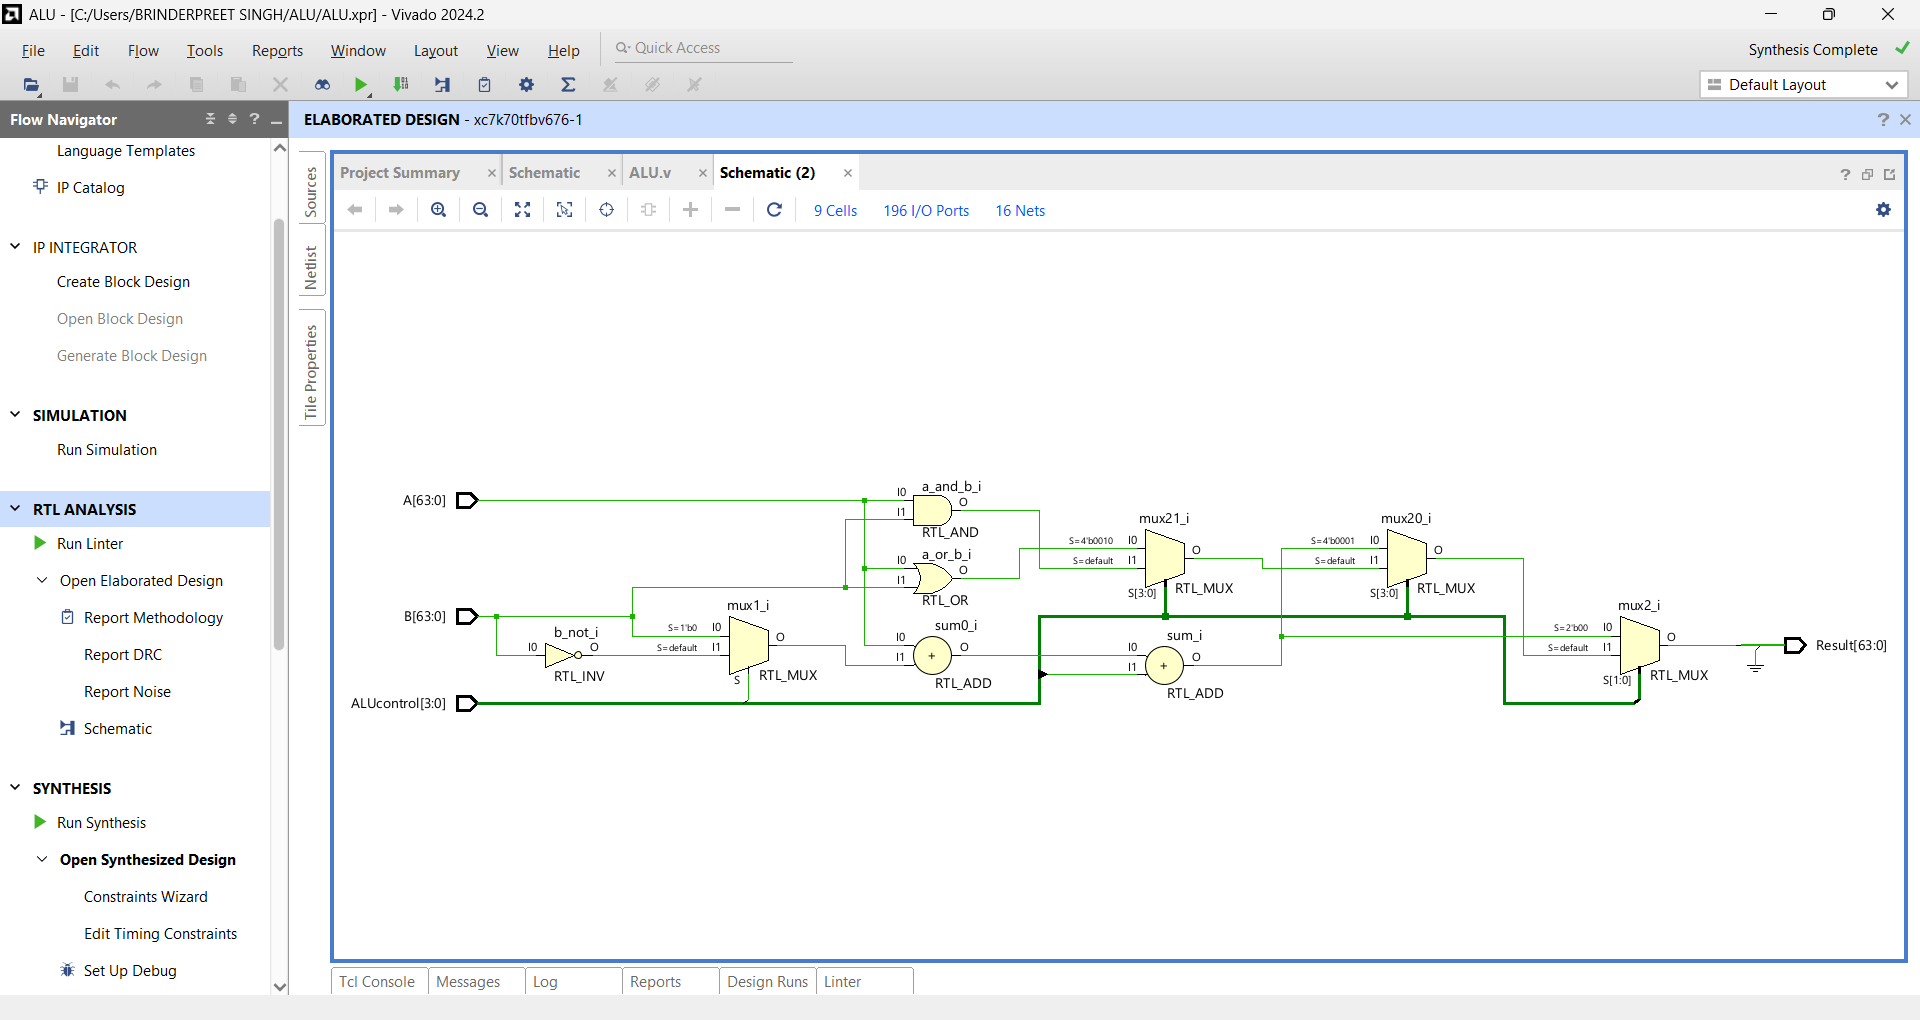 ALU - [C:/Users/BRINDERPREET SINGH/ALU/ALU.xpr] - Vivado 2024.2
File Edit Flow Tools Reports Window Layout View Help Quick Access
Synthesis Complete
Default Layout
Flow Navigator
ELABORATED DESIGN - xc7k70tfbv676-1
Language Templates
IP Catalog
IP INTEGRATOR
Create Block Design
Open Block Design
Generate Block Design
SIMULATION
Run Simulation
RTL ANALYSIS
Run Linter
Open Elaborated Design
Report Methodology
Report DRC
Report Noise
Schematic
SYNTHESIS
Run Synthesis
Open Synthesized Design
Constraints Wizard
Edit Timing Constraints
Set Up Debug
Sources
Netlist
Tile Properties
Project Summary
Schematic
ALU.v
Schematic (2)
9 Cells 196 I/O Ports 16 Nets
A[63:0]
B[63:0]
ALUcontrol[3:0]
b_not_i
I0 O
RTL_INV
mux1_i
S=1'b0 I0
S=default I1
O
S
RTL_MUX
a_and_b_i
I0
I1
O
RTL_AND
a_or_b_i
I0
I1
O
RTL_OR
sum0_i
I0
I1
O
+
RTL_ADD
mux21_i
S=4'b0010 I0
S=default I1
O
S[3:0]
RTL_MUX
sum_i
I0
I1
O
+
RTL_ADD
mux20_i
S=4'b0001 I0
S=default I1
O
S[3:0]
RTL_MUX
mux2_i
S=2'b00 I0
S=default I1
O
S[1:0]
RTL_MUX
Result[63:0]
Tcl Console Messages Log Reports Design Runs Linter